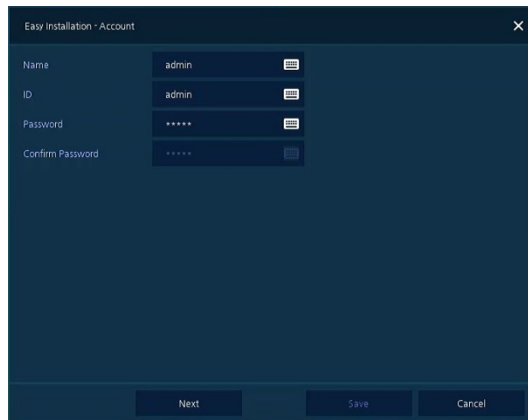 Easy Installation - Account
Name admin
ID admin
Password *****
Confirm Password *****
Next Save Cancel